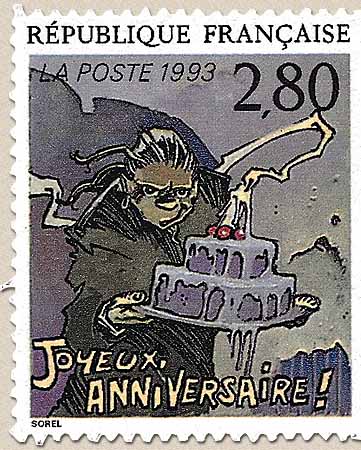 RÉPUBLIQUE FRANÇAISE
LA POSTE 1993 2,80
JOYEUX,
ANNIVERSAIRE!
SOREL